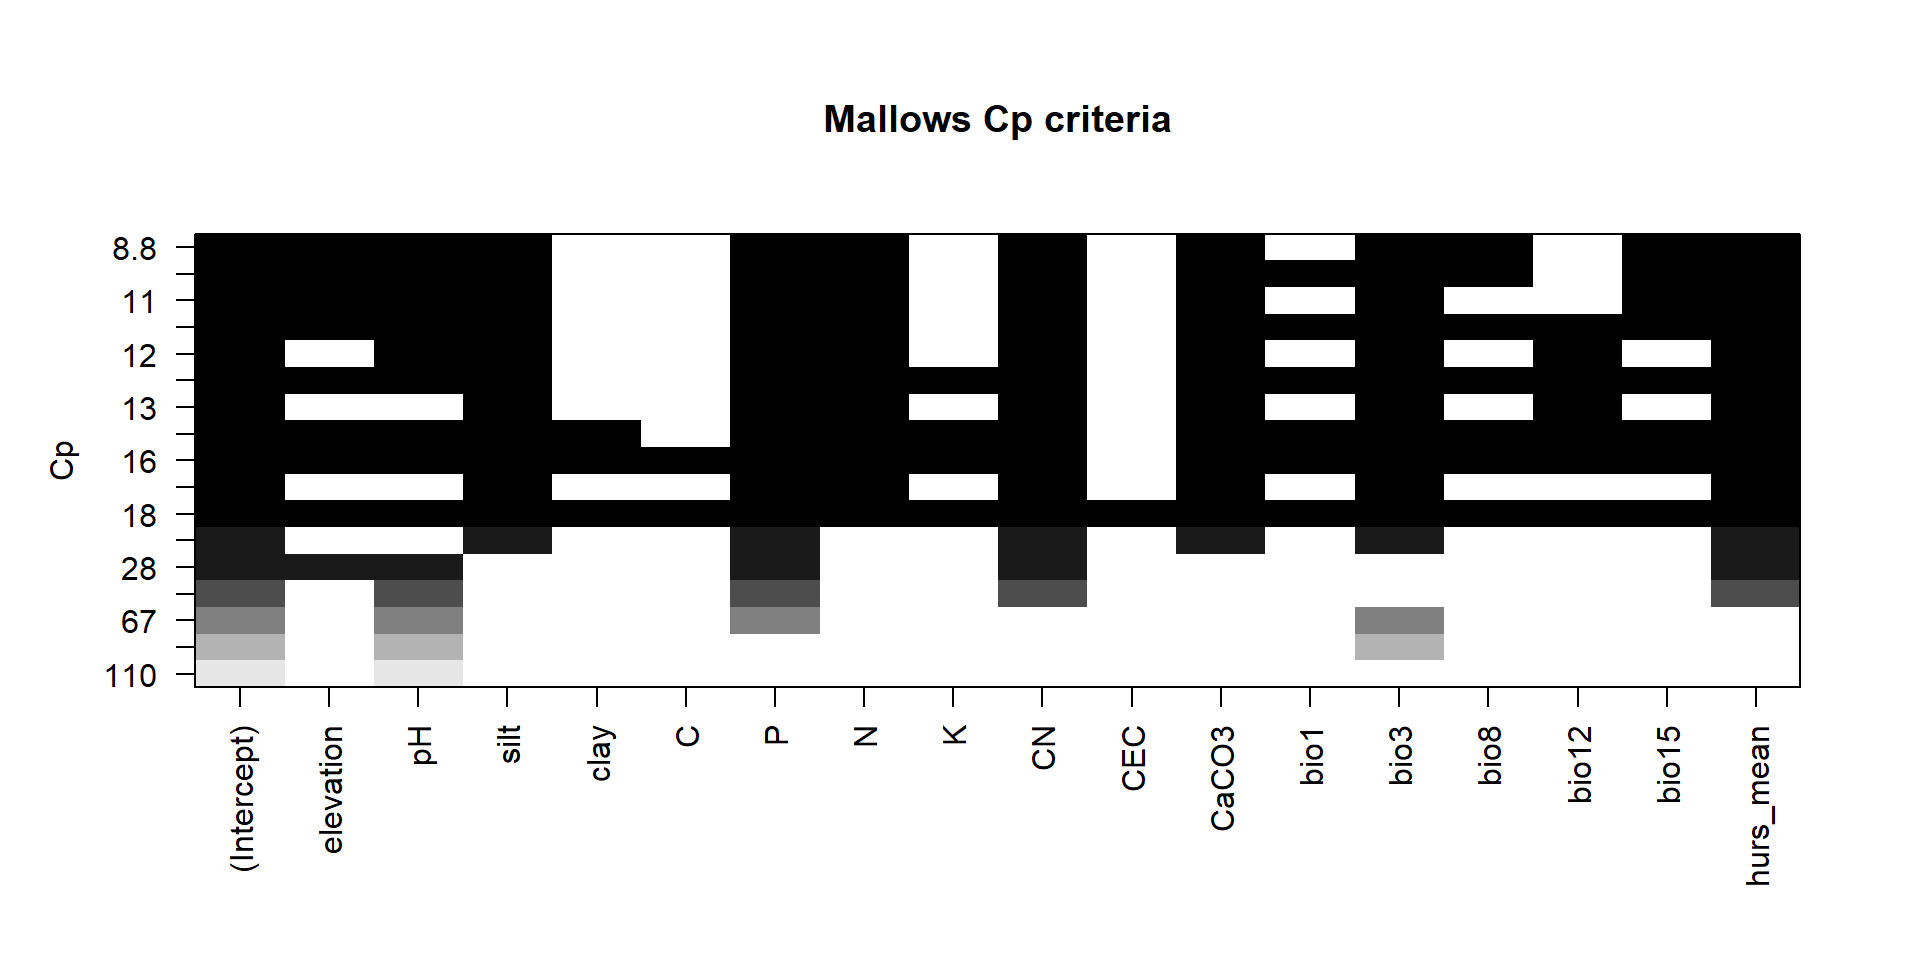 Mallows Cp criteria
Cp
8.8
11
12
13
16
18
28
67
110
(Intercept)
elevation
pH
silt
clay
C
P
N
K
CN
CEC
CaCO3
bio1
bio3
bio8
bio12
bio15
hurs_mean